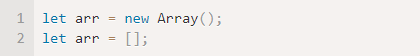 1 let arr = new Array();
2 let arr = [];